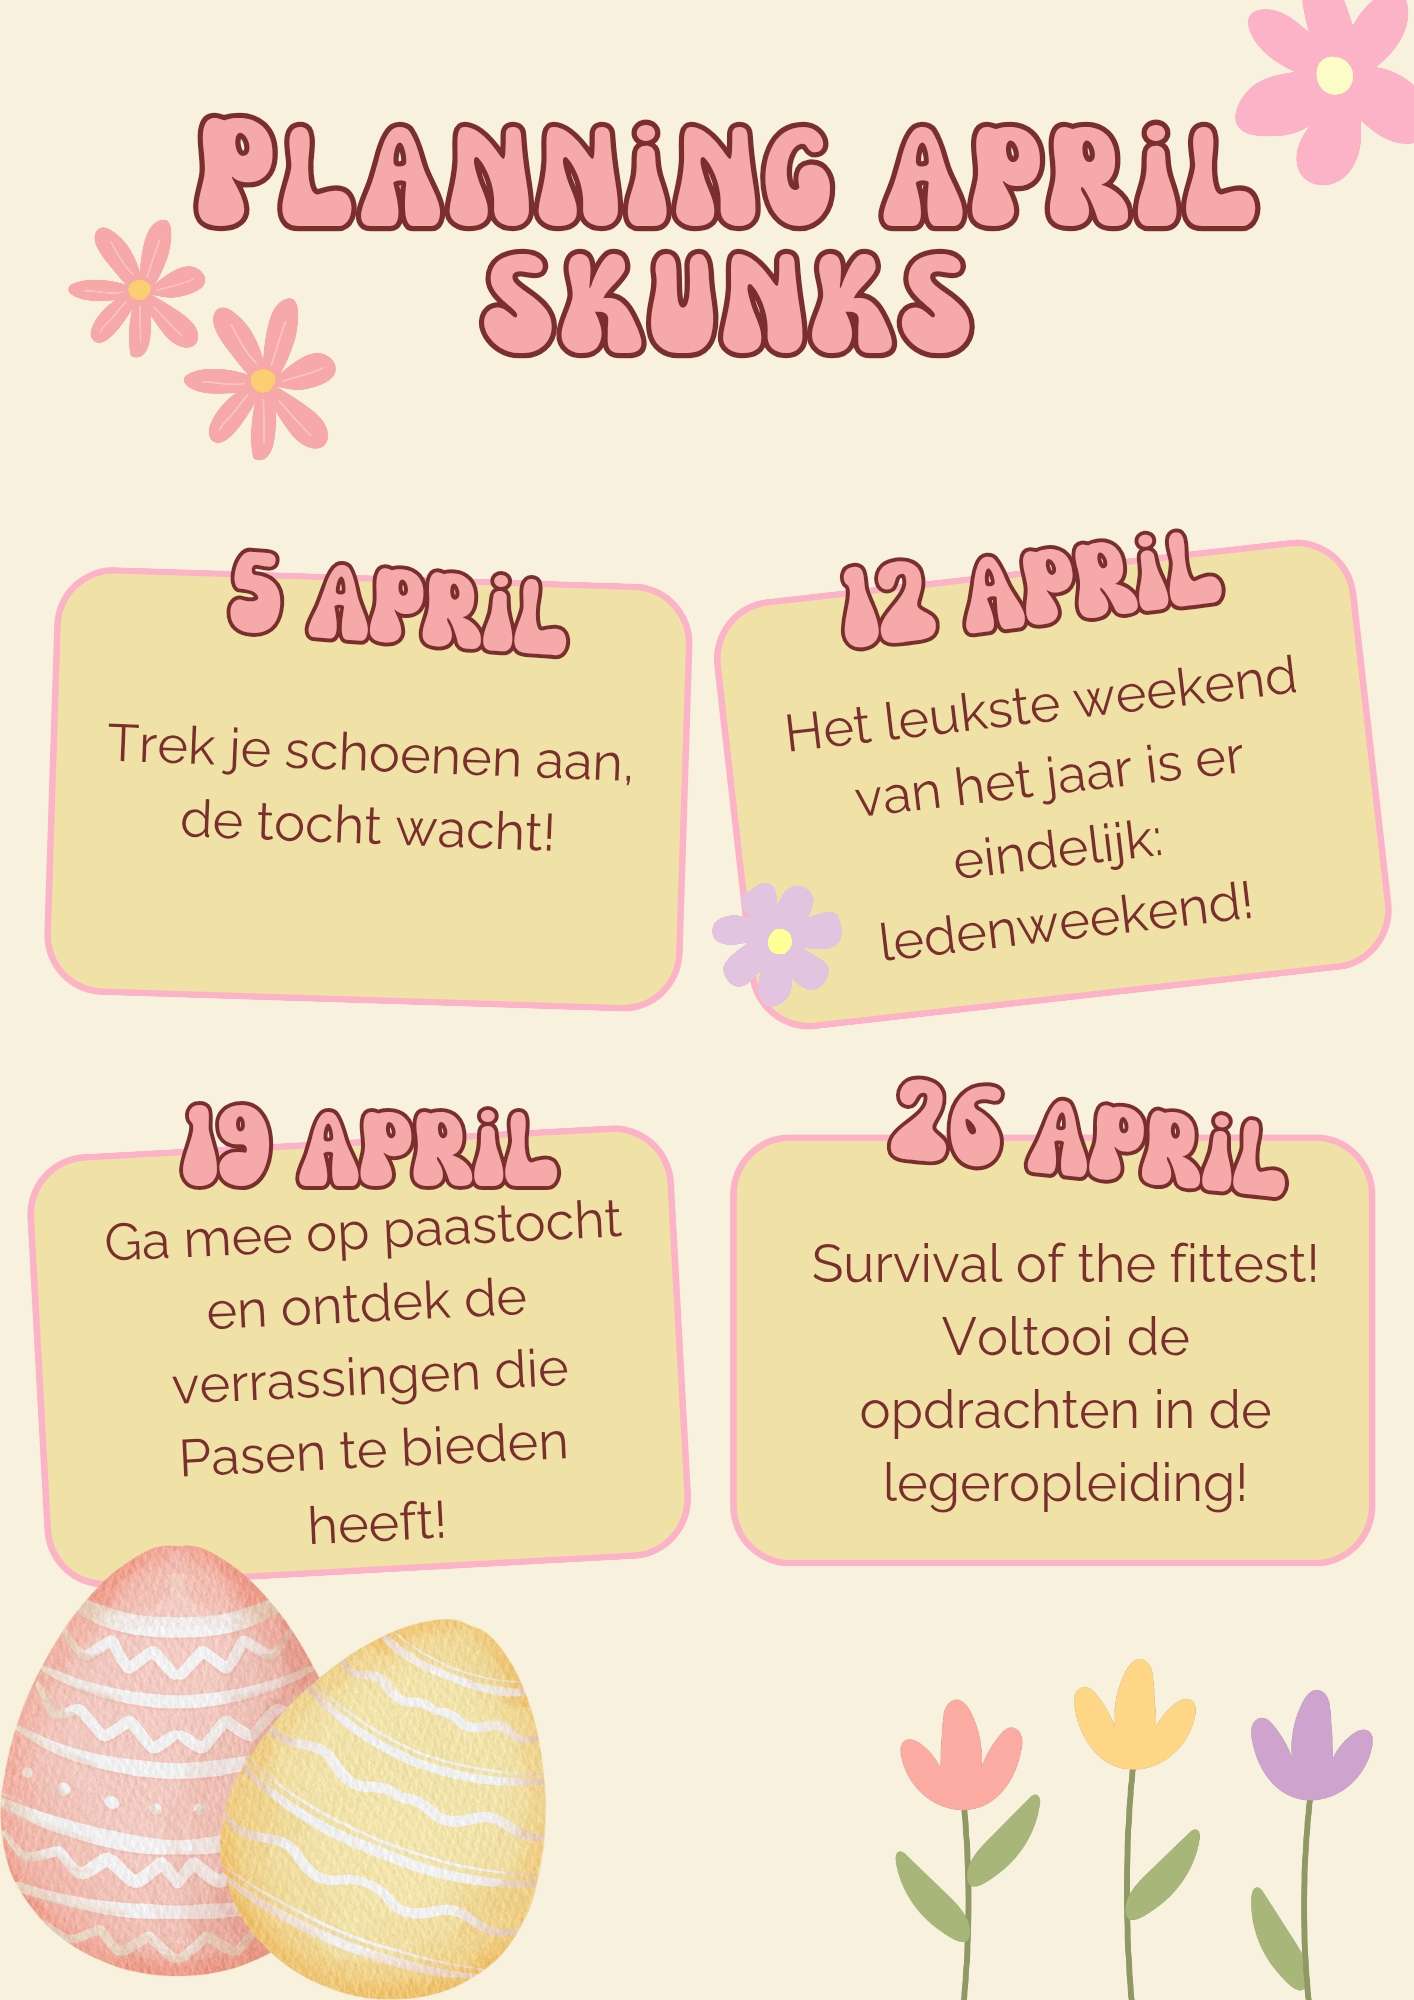 PLANNING APRIL
SKUNKS
5 APRIL
Trek je schoenen aan,
de tocht wacht!
12 APRIL
Het leukste weekend
van het jaar is er
eindelijk:
ledenweekend!
19 APRIL
Ga mee op paastocht
en ontdek de
verrassingen die
Pasen te bieden
heeft!
26 APRIL
Survival of the fittest!
Voltooi de
opdrachten in de
legeropleiding!